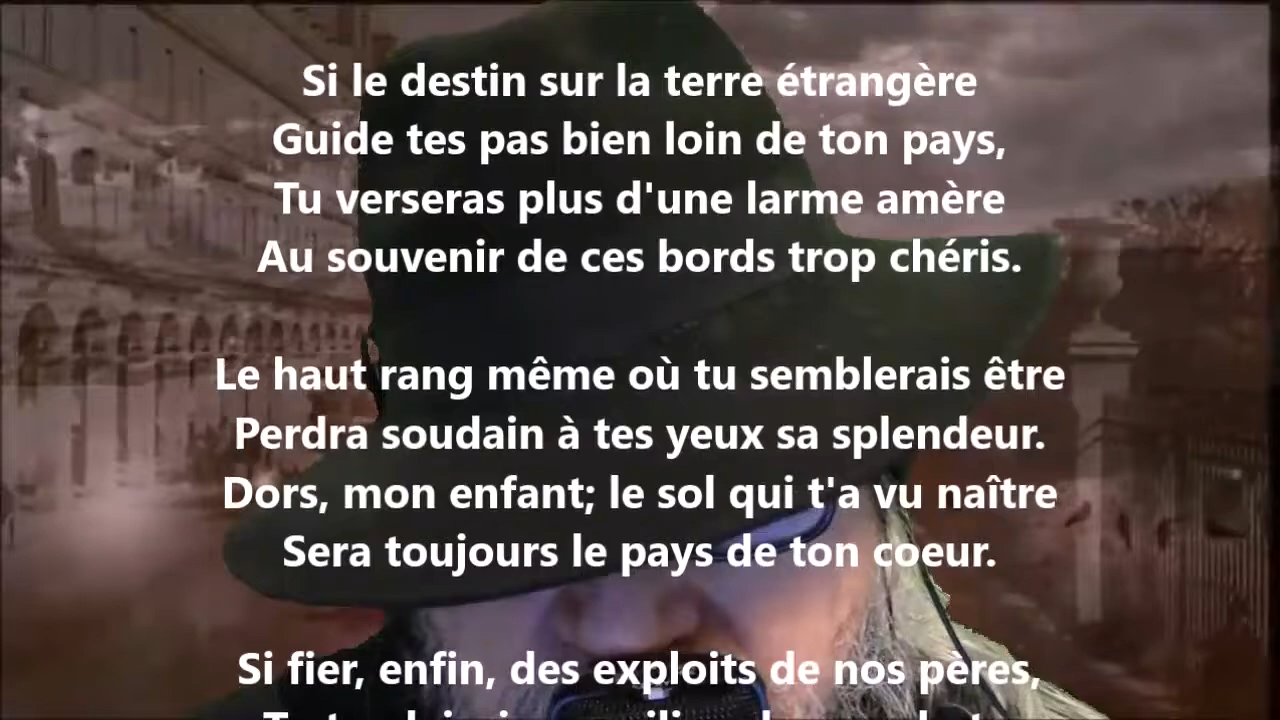 Si le destin sur la terre étrangère
Guide tes pas bien loin de ton pays,
Tu verseras plus d'une larme amère
Au souvenir de ces bords trop chéris.
Le haut rang même où tu semblerais être
Perdra soudain à tes yeux sa splendeur.
Dors, mon enfant; le sol qui t'a vu naître
Sera toujours le pays de ton coeur.
Si fier, enfin, des exploits de nos pères,